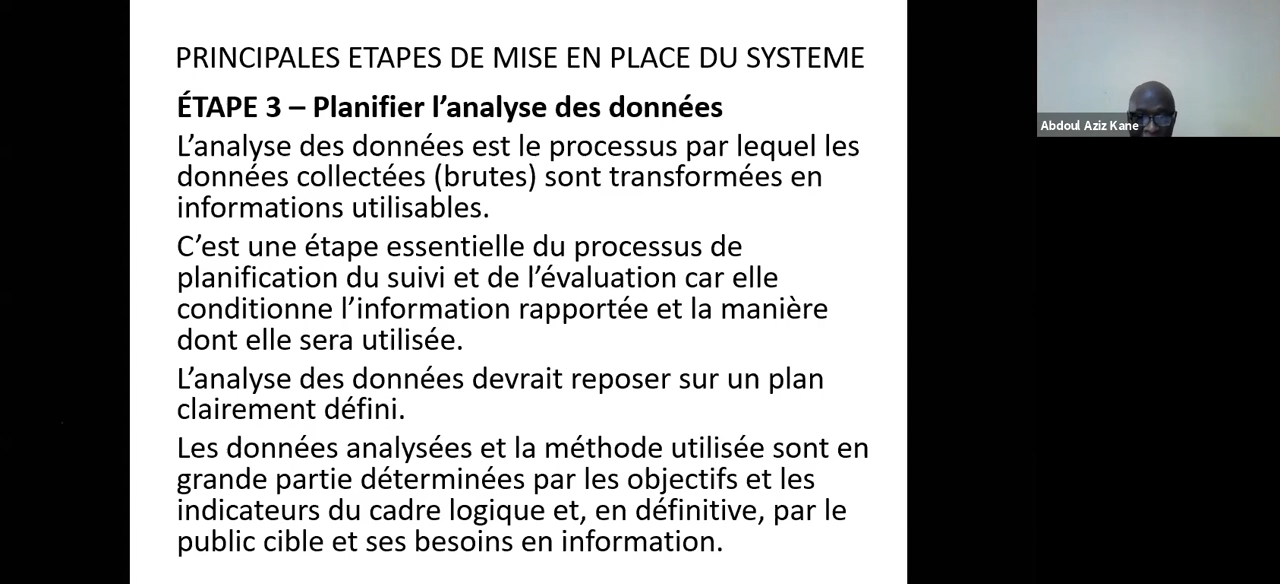 PRINCIPALES ETAPES DE MISE EN PLACE DU SYSTEME
ÉTAPE 3 – Planifier l’analyse des données
L’analyse des données est le processus par lequel les
données collectées (brutes) sont transformées en
informations utilisables.
C’est une étape essentielle du processus de
planification du suivi et de l’évaluation car elle
conditionne l’information rapportée et la manière
dont elle sera utilisée.
L’analyse des données devrait reposer sur un plan
clairement défini.
Les données analysées et la méthode utilisée sont en
grande partie déterminées par les objectifs et les
indicateurs du cadre logique et, en définitive, par le
public cible et ses besoins en information.
Abdoul Aziz Kane